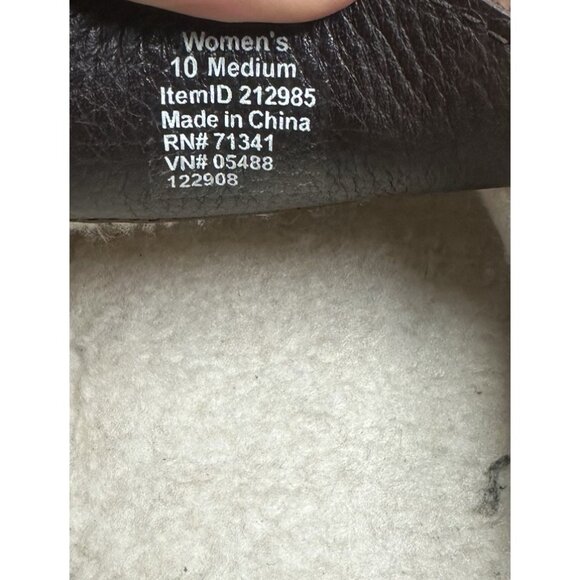 Women's
10 Medium
ItemID 212985
Made in China
RN# 71341
VN# 05488
122908